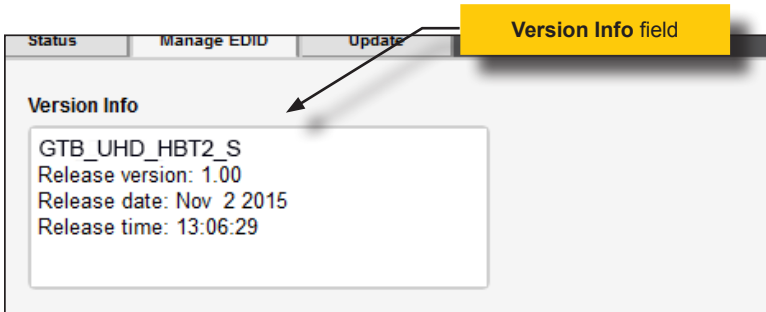 Version Info field
Status Manage EDID Update
Version Info
GTB_UHD_HBT2_S
Release version: 1.00
Release date: Nov  2 2015
Release time: 13:06:29